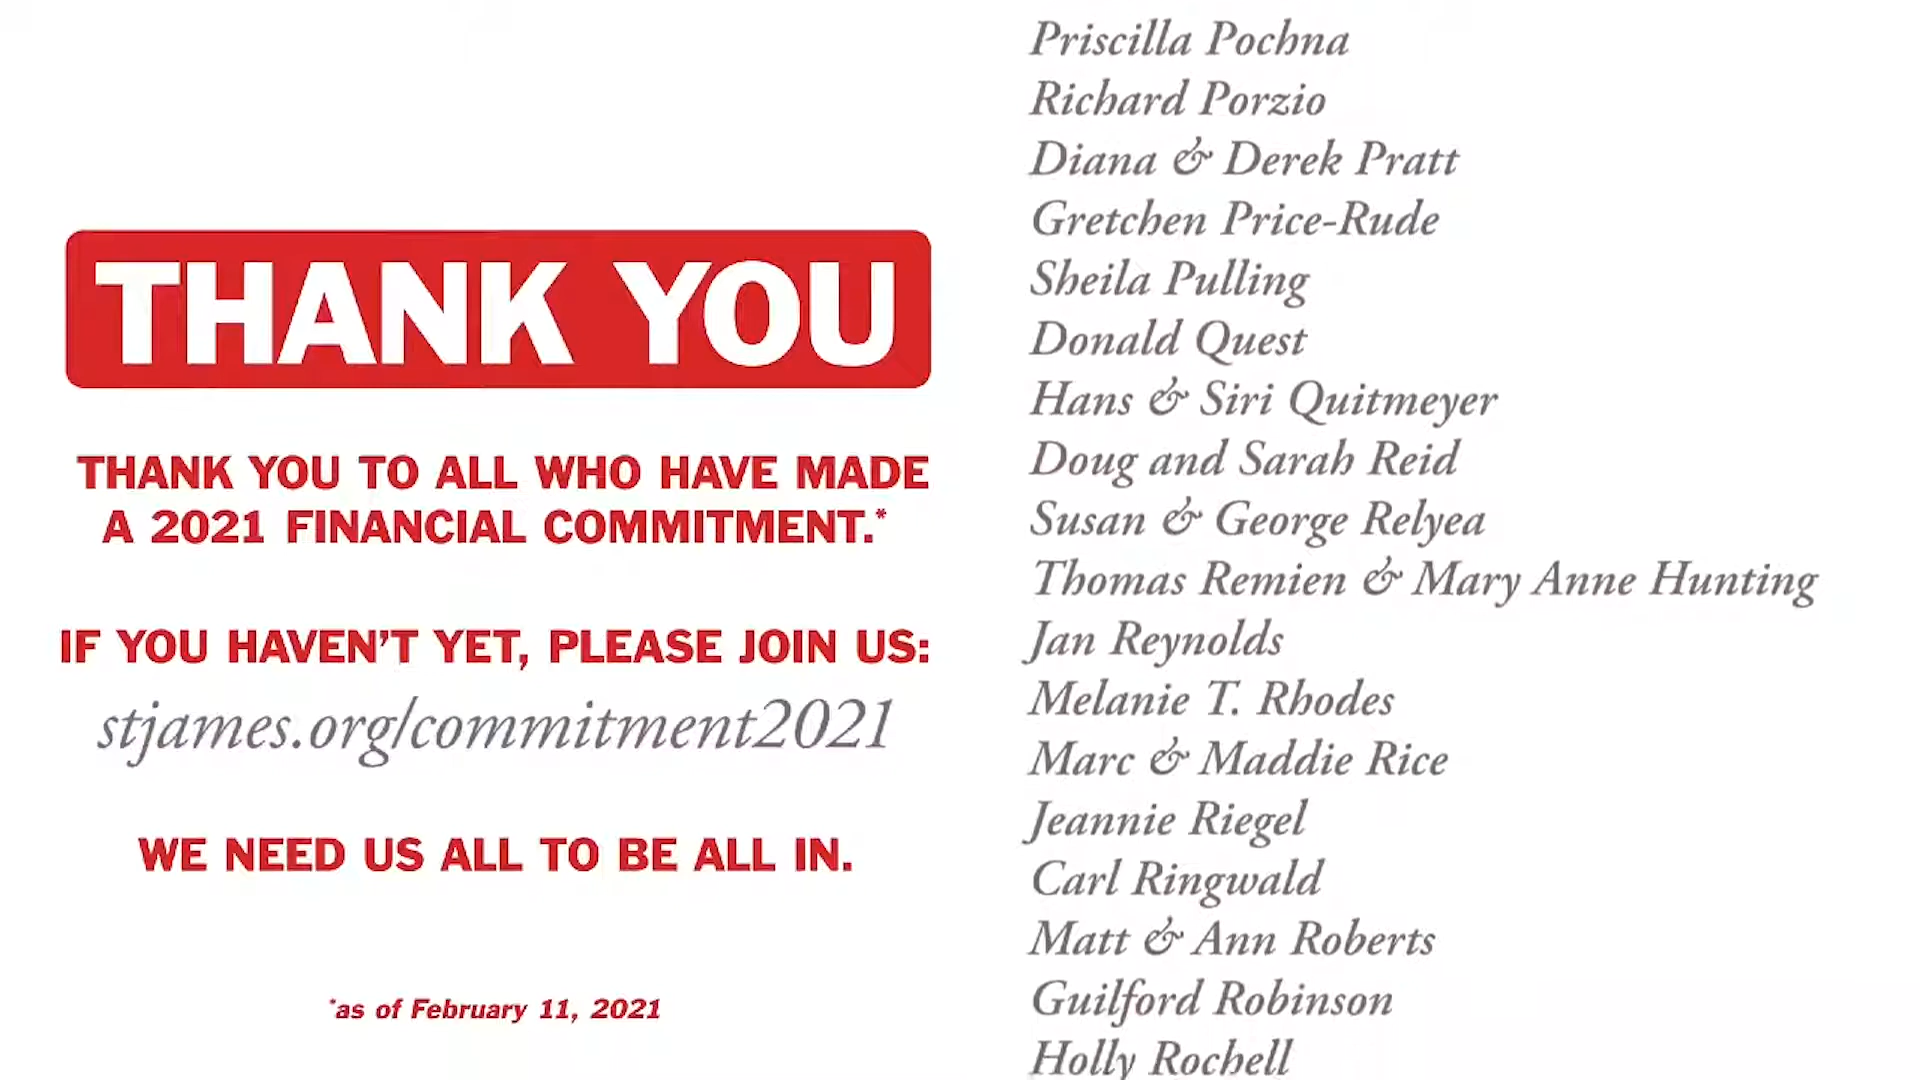 THANK YOU
THANK YOU TO ALL WHO HAVE MADE
A 2021 FINANCIAL COMMITMENT.*
IF YOU HAVEN'T YET, PLEASE JOIN US:
stjames.org/commitment2021
WE NEED US ALL TO BE ALL IN.
*as of February 11, 2021
Priscilla Pochna
Richard Porzio
Diana & Derek Pratt
Gretchen Price-Rude
Sheila Pulling
Donald Quest
Hans & Siri Quitmeyer
Doug and Sarah Reid
Susan & George Relyea
Thomas Remien & Mary Anne Hunting
Jan Reynolds
Melanie T. Rhodes
Marc & Maddie Rice
Jeannie Riegel
Carl Ringwald
Matt & Ann Roberts
Guilford Robinson
Holly Rochell